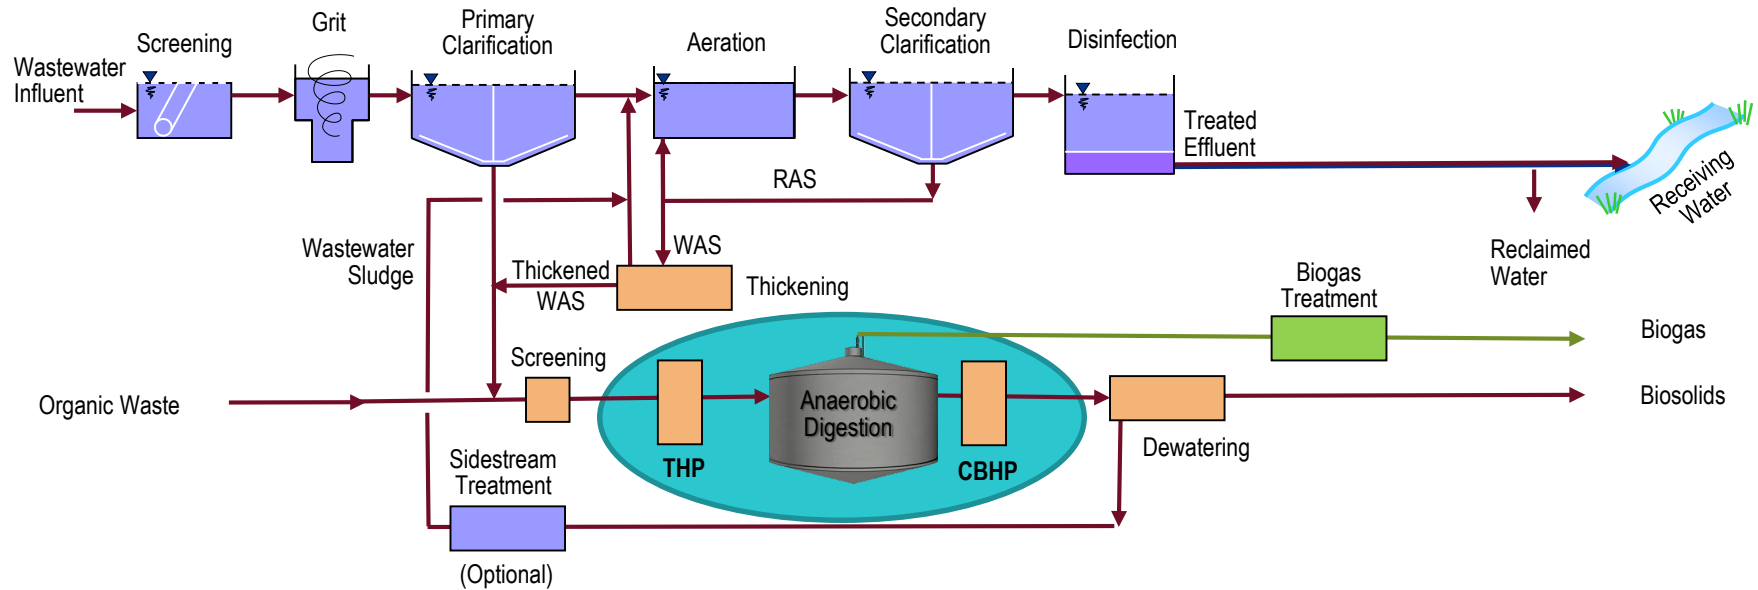 Wastewater
Influent
Screening
Grit
Primary
Clarification
Aeration
Secondary
Clarification
Disinfection
Treated
Effluent
Receiving
Water
RAS
WAS
Wastewater
Sludge
Thickened
WAS
Thickening
Reclaimed
Water
Biogas
Treatment
Biogas
Screening
Organic Waste
Anaerobic
Digestion
THP
CBHP
Dewatering
Biosolids
Sidestream
Treatment
(Optional)